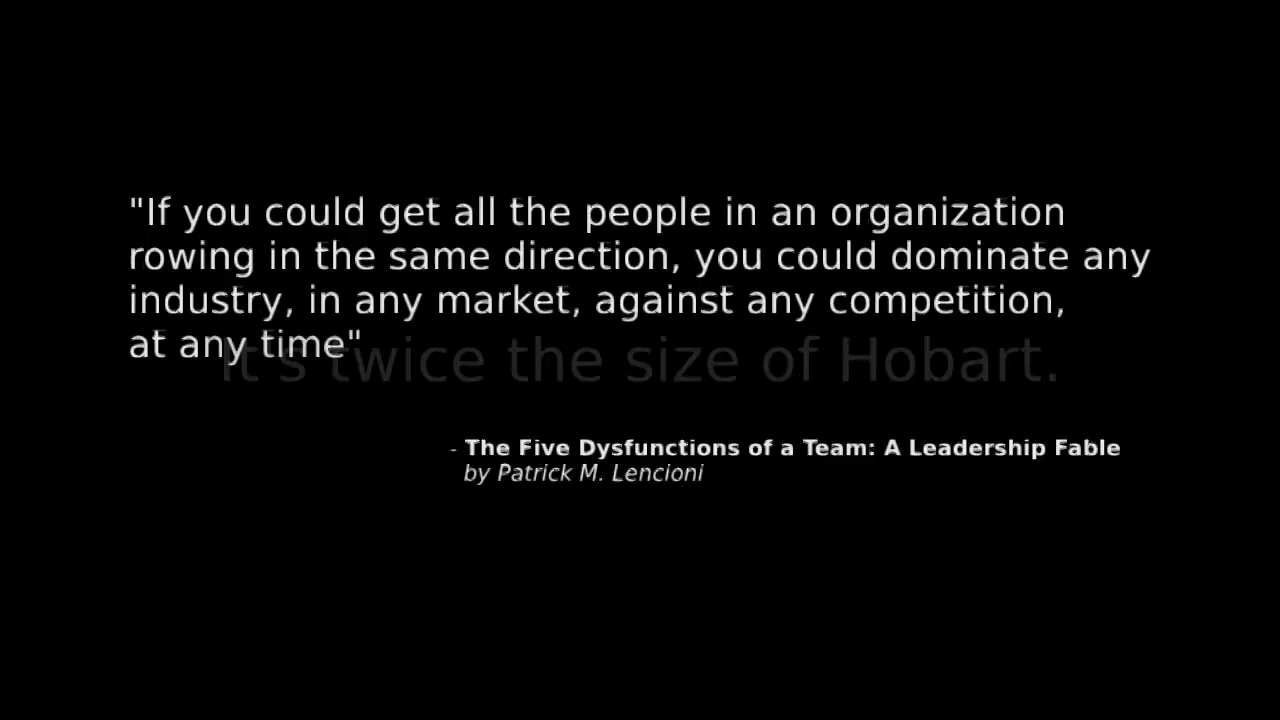 "If you could get all the people in an organization
rowing in the same direction, you could dominate any
industry, in any market, against any competition,
at any time"
It's twice the size of Hobart.
- The Five Dysfunctions of a Team: A Leadership Fable
by Patrick M. Lencioni